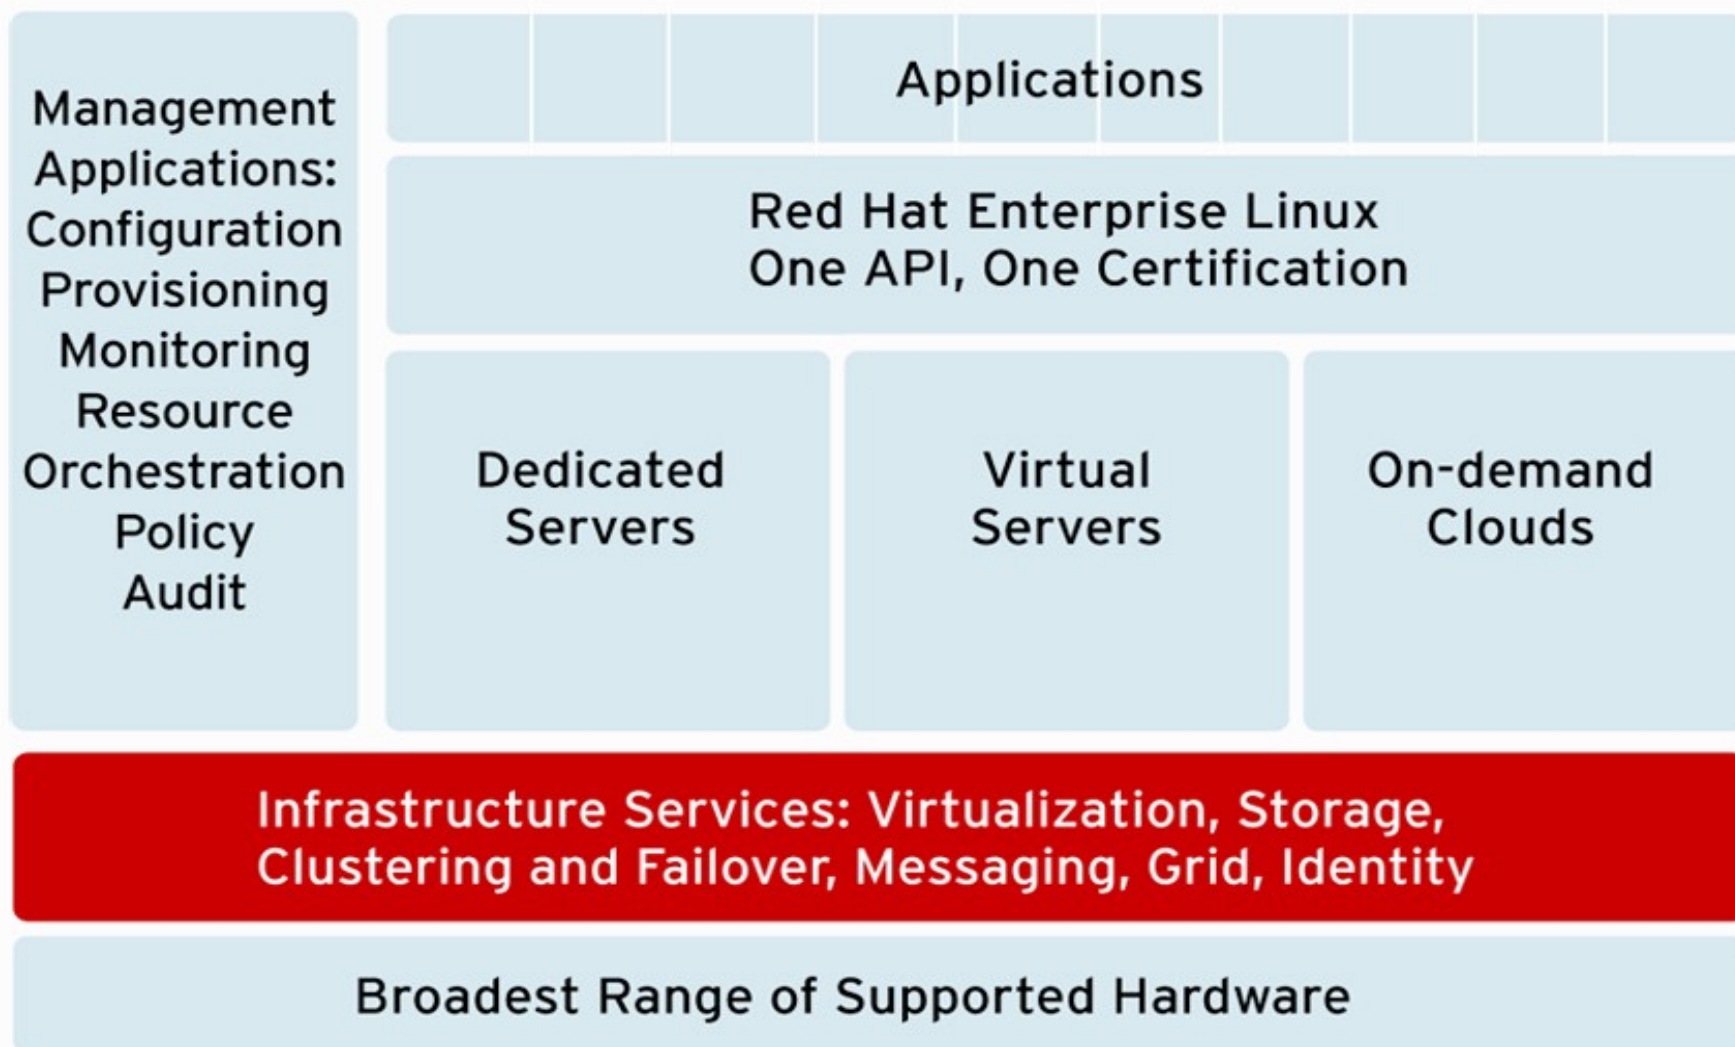 Management
Applications:
Configuration
Provisioning
Monitoring
Resource
Orchestration
Policy
Audit
Applications
Red Hat Enterprise Linux
One API, One Certification
Dedicated
Servers
Virtual
Servers
On-demand
Clouds
Infrastructure Services: Virtualization, Storage,
Clustering and Failover, Messaging, Grid, Identity
Broadest Range of Supported Hardware